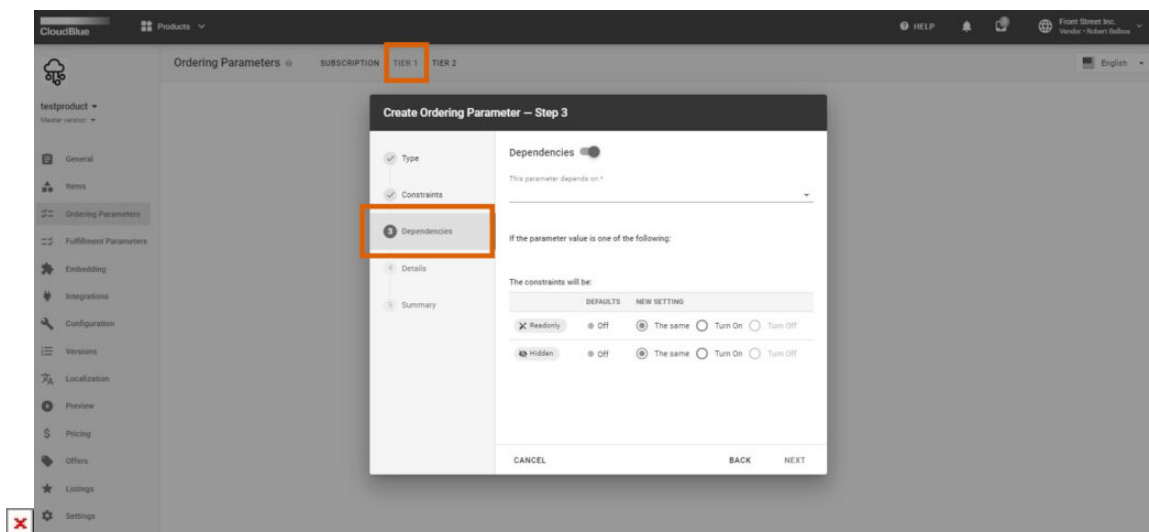 CloudBlue
Products
HELP
Front Street Inc.
Vendor - Robert Balboa
Ordering Parameters
SUBSCRIPTION TIER 1 TIER 2
English
testproduct
Master version
General
Items
Ordering Parameters
Fulfillment Parameters
Embedding
Integrations
Configuration
Versions
Localization
Preview
Pricing
Offers
Listings
Settings
Create Ordering Parameter — Step 3
Type
Constraints
3 Dependencies
4 Details
5 Summary
Dependencies
This parameter depends on *
If the parameter value is one of the following:
The constraints will be:
DEFAULTS NEW SETTING
Readonly Off The same Turn On Turn Off
Hidden Off The same Turn On Turn Off
CANCEL BACK NEXT